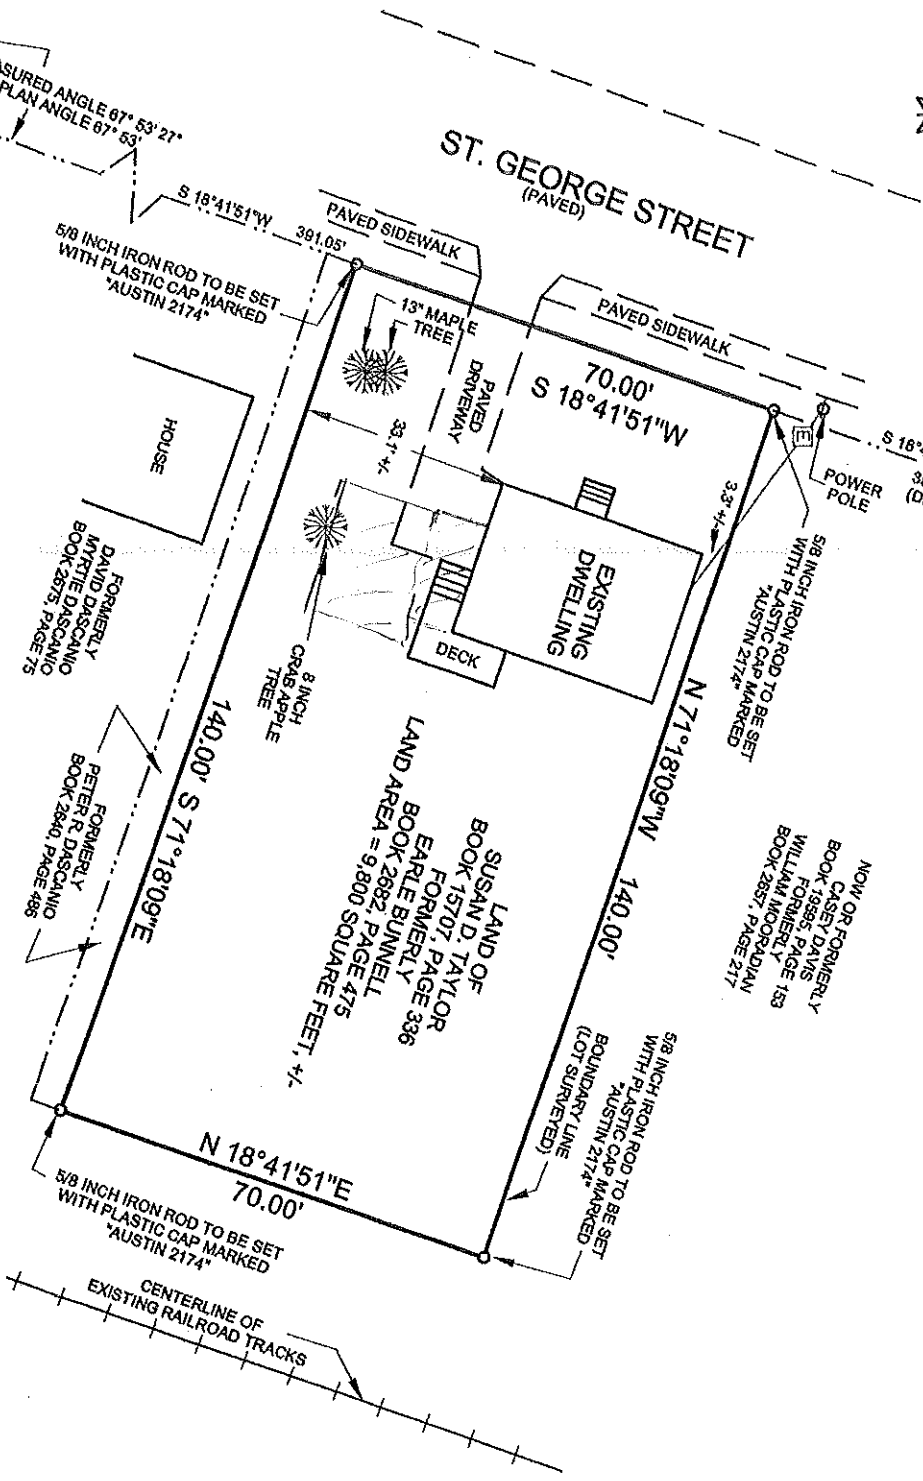 MEASURED ANGLE 67° 53' 27"
PLAN ANGLE 67° 53'
ST. GEORGE STREET
(PAVED)
S 18°41'51"W
391.05'
PAVED SIDEWALK
5/8 INCH IRON ROD TO BE SET
WITH PLASTIC CAP MARKED
"AUSTIN 2174"
13" MAPLE
TREE
PAVED
DRIVEWAY
PAVED SIDEWALK
70.00'
S 18°41'51"W
E
POWER
POLE
HOUSE
33.1' +/-
3.3' +/-
EXISTING
DWELLING
DECK
5/8 INCH IRON ROD TO BE SET
WITH PLASTIC CAP MARKED
"AUSTIN 2174"
FORMERLY
DAVID DASCANIO
MYRTIE DASCANIO
BOOK 2675, PAGE 75
8 INCH
CRAB APPLE
TREE
N 71°18'09"W 140.00'
140.00' S 71°18'09"E
FORMERLY
PETER R. DASCANIO
BOOK 2640, PAGE 486
LAND OF
SUSAN D. TAYLOR
BOOK 15707, PAGE 336
FORMERLY
EARLE BUNNELL
BOOK 2682, PAGE 475
LAND AREA = 9,800 SQUARE FEET, +/-
NOW OR FORMERLY
CASEY DAVIS
BOOK 19595, PAGE 153
FORMERLY
WILLIAM MOORADIAN
BOOK 2657, PAGE 217
5/8 INCH IRON ROD TO BE SET
WITH PLASTIC CAP MARKED
"AUSTIN 2174"
BOUNDARY LINE
(LOT SURVEYED)
N 18°41'51"E
70.00'
5/8 INCH IRON ROD TO BE SET
WITH PLASTIC CAP MARKED
"AUSTIN 2174"
CENTERLINE OF
EXISTING RAILROAD TRACKS